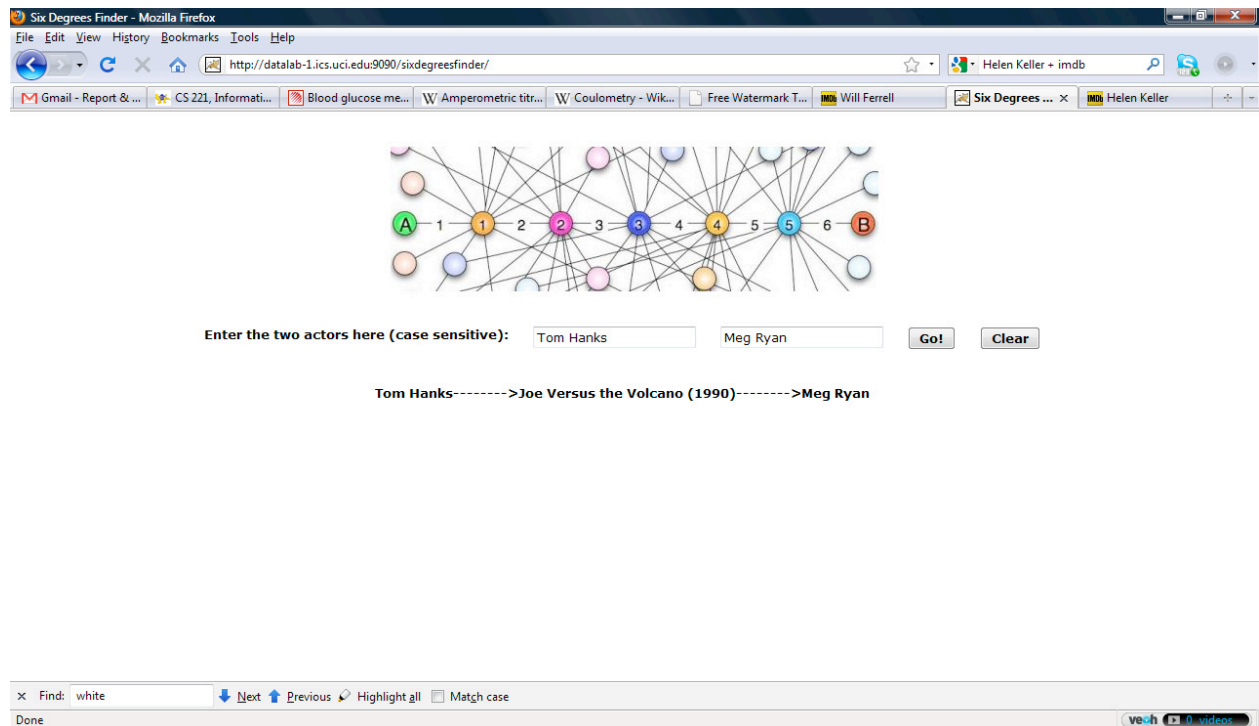 Six Degrees Finder - Mozilla Firefox
File Edit View History Bookmarks Tools Help
http://datalab-1.ics.uci.edu:9090/sixdegreesfinder/ Helen Keller + imdb
Gmail - Report & ... CS 221, Informati... Blood glucose me... W Amperometric titr... W Coulometry - Wik... Free Watermark T... IMDb Will Ferrell Six Degrees ... IMDb Helen Keller
A 1 1 2 2 3 3 4 4 5 5 6 B
Enter the two actors here (case sensitive): Tom Hanks Meg Ryan Go! Clear
Tom Hanks-------->Joe Versus the Volcano (1990)-------->Meg Ryan
× Find: white Next Previous Highlight all Match case
Done veoh 0 videos